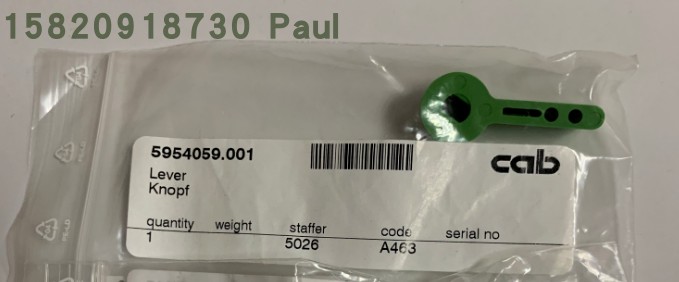 15820918730 Paul
5954059.001
cab
Lever
Knopf
quantity weight staffer code serial no
1 5026 A463